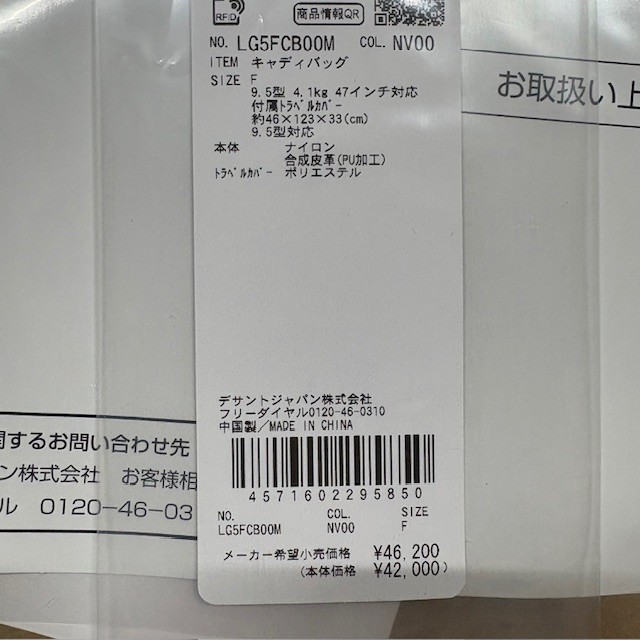 RFID
商品情報QR
NO. LG5FCB00M COL. NV00
ITEM キャディバッグ
SIZE F
9.5型 4.1kg 47インチ対応
付属ﾄﾗﾍﾞﾙｶﾊﾞｰ
約46×123×33(cm)
9.5型対応
本体 ナイロン
合成皮革(PU加工)
ﾄﾗﾍﾞﾙｶﾊﾞｰ ポリエステル
お取扱い上
デサントジャパン株式会社
フリーダイヤル0120-46-0310
中国製/MADE IN CHINA
関するお問い合わせ先
ン株式会社 お客様相
ル 0120-46-03
4571602295850
NO. COL. SIZE
LG5FCB00M NV00 F
メーカー希望小売価格 ¥46,200
(本体価格 ¥42,000)